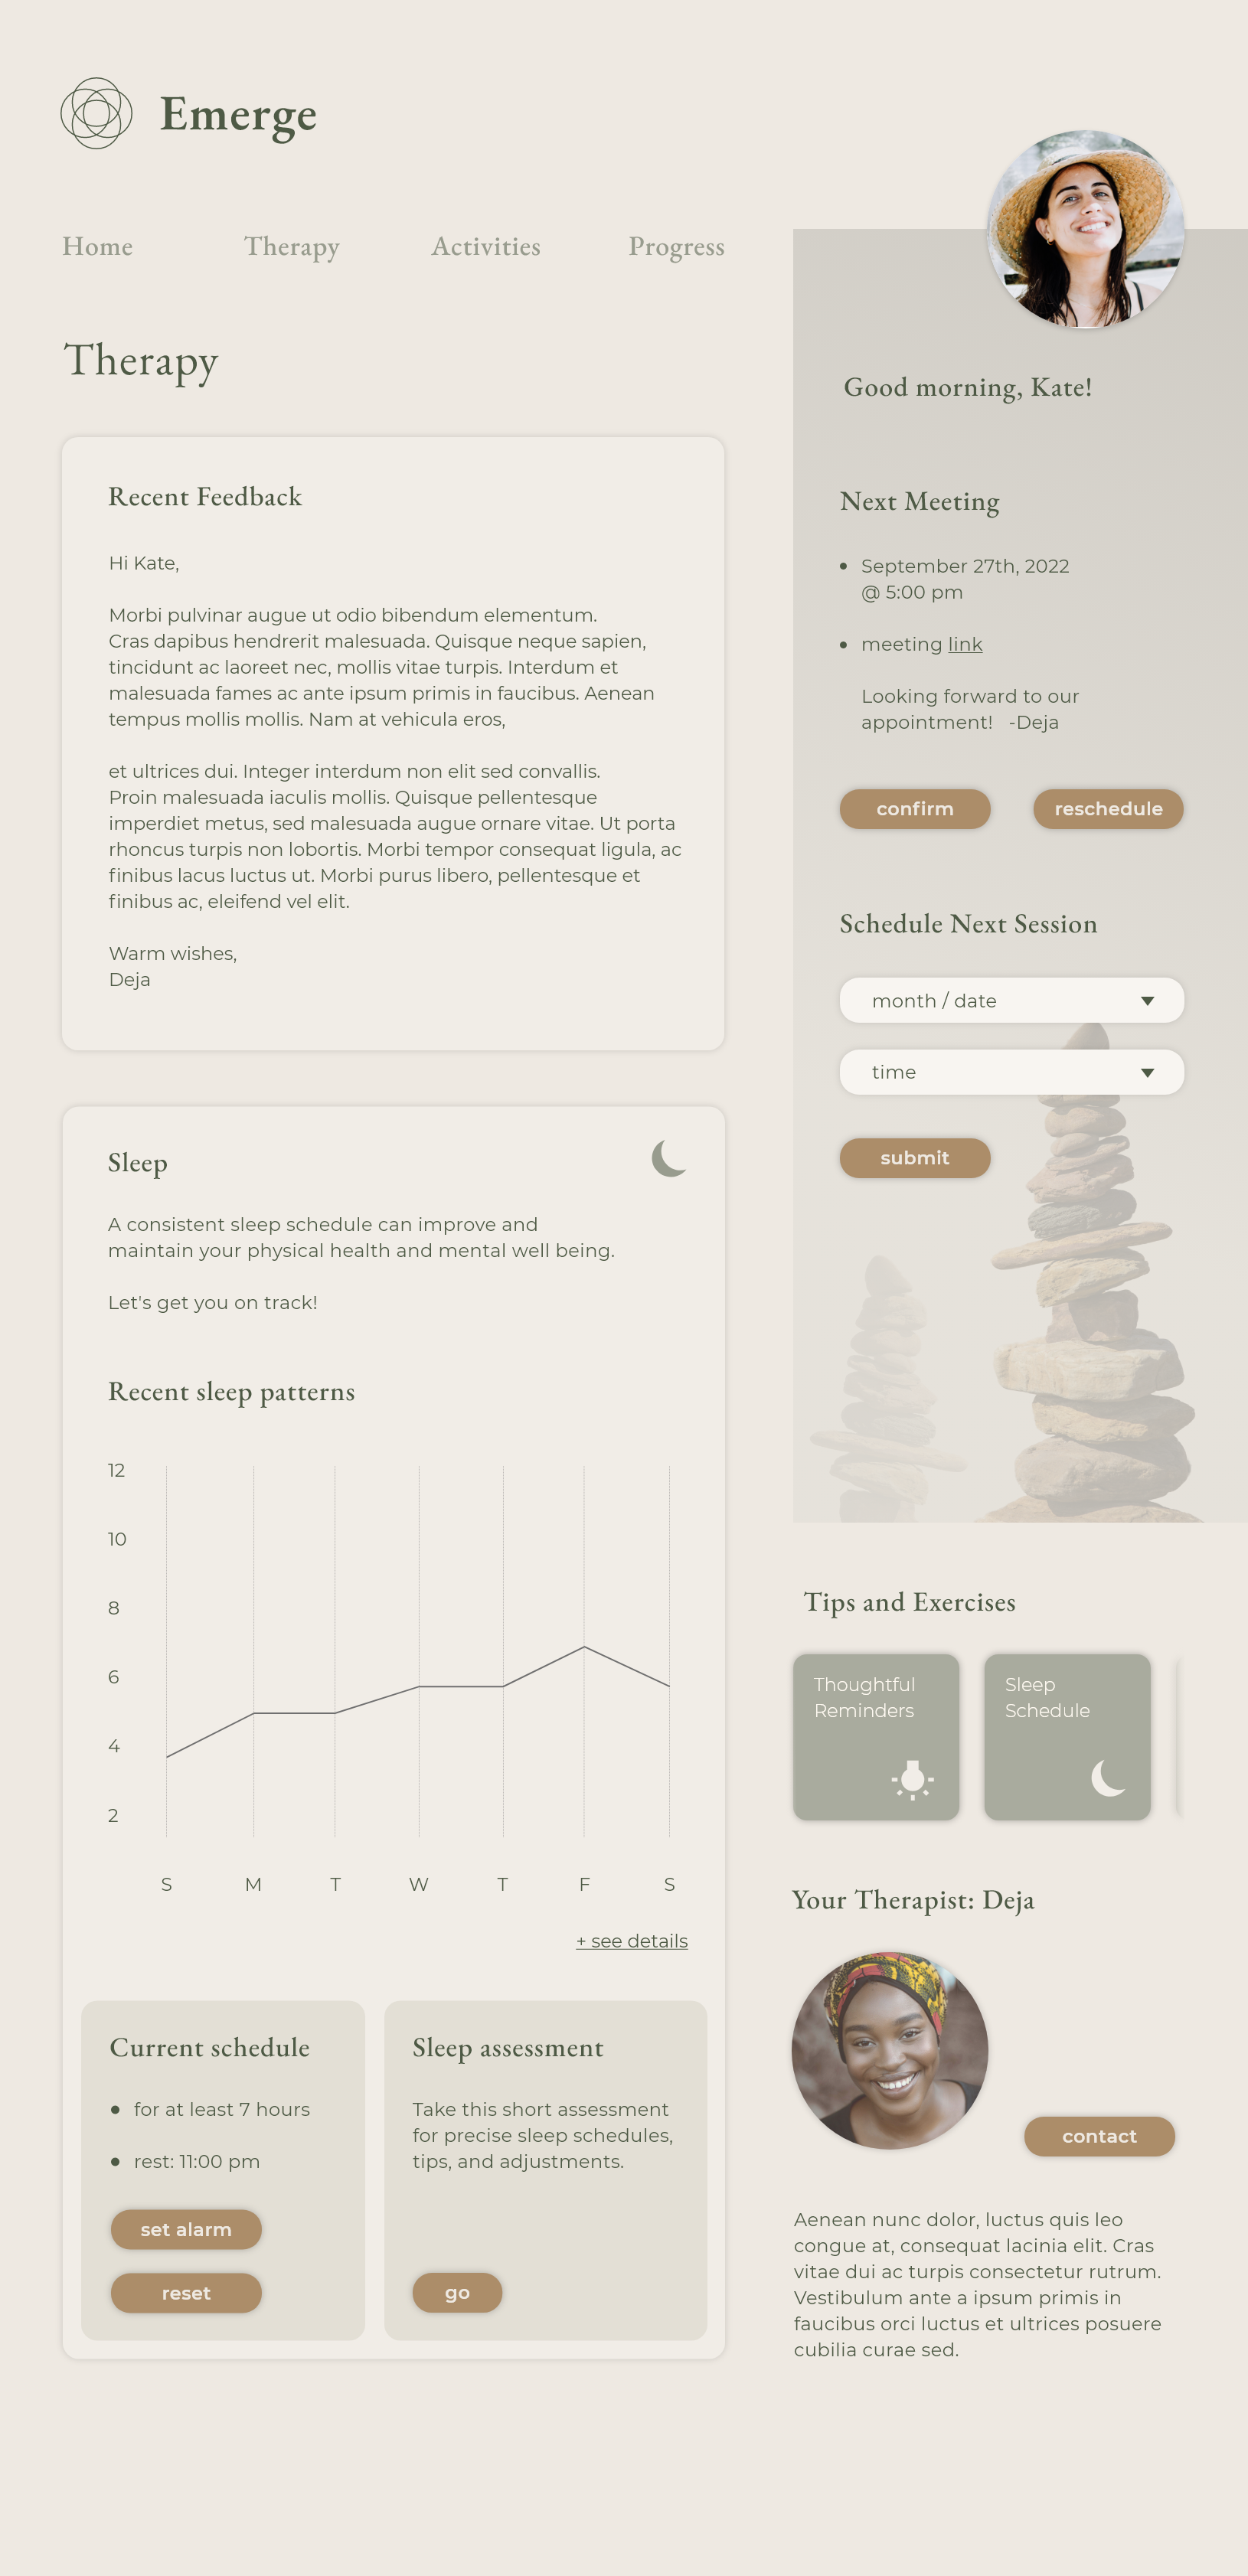 Emerge
Home
Therapy
Activities
Progress
Therapy
Recent Feedback
Hi Kate,
Morbi pulvinar augue ut odio bibendum elementum.
Cras dapibus hendrerit malesuada. Quisque neque sapien,
tincidunt ac laoreet nec, mollis vitae turpis. Interdum et
malesuada fames ac ante ipsum primis in faucibus. Aenean
tempus mollis mollis. Nam at vehicula eros,
et ultrices dui. Integer interdum non elit sed convallis.
Proin malesuada iaculis mollis. Quisque pellentesque
imperdiet metus, sed malesuada augue ornare vitae. Ut porta
rhoncus turpis non lobortis. Morbi tempor consequat ligula, ac
finibus lacus luctus ut. Morbi purus libero, pellentesque et
finibus ac, eleifend vel elit.
Warm wishes,
Deja
Sleep
A consistent sleep schedule can improve and
maintain your physical health and mental well being.
Let's get you on track!
Recent sleep patterns
12
10
8
6
4
2
S M T W T F S
+ see details
Current schedule
• for at least 7 hours
• rest: 11:00 pm
set alarm
reset
Sleep assessment
Take this short assessment
for precise sleep schedules,
tips, and adjustments.
go
Good morning, Kate!
Next Meeting
• September 27th, 2022
@ 5:00 pm
• meeting link
Looking forward to our
appointment! -Deja
confirm
reschedule
Schedule Next Session
month / date
time
submit
Tips and Exercises
Thoughtful
Reminders
Sleep
Schedule
Your Therapist: Deja
contact
Aenean nunc dolor, luctus quis leo
congue at, consequat lacinia elit. Cras
vitae dui ac turpis consectetur rutrum.
Vestibulum ante a ipsum primis in
faucibus orci luctus et ultrices posuere
cubilia curae sed.